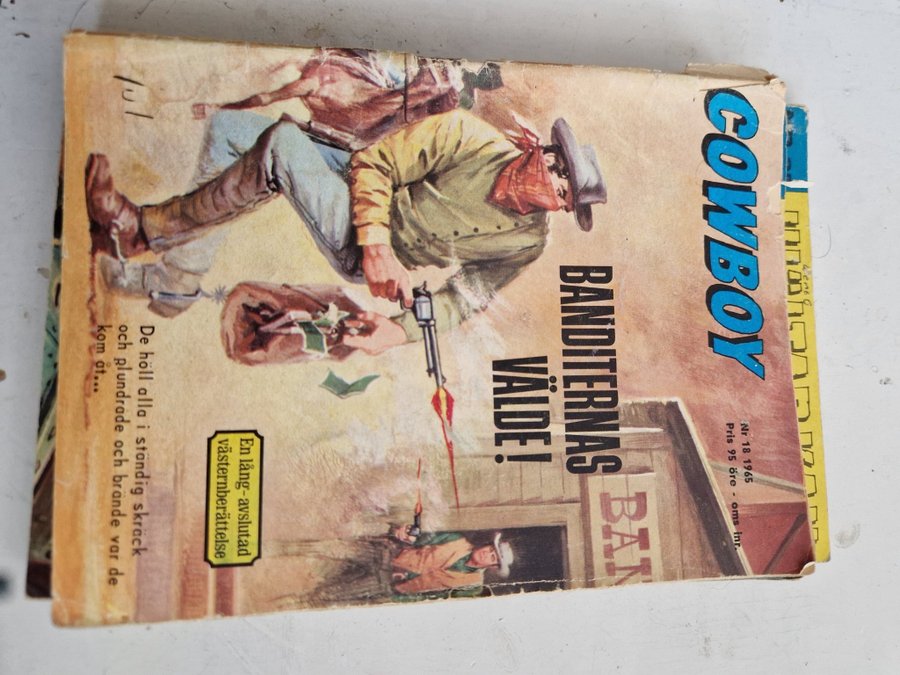 COWBOY
Nr 18 1965
Pris 95 öre - oms inr.
BANDITERNAS
VÄLDE!
BAN
En lång- avslutad
västernberättelse
De höll alla i ständig skräck
och plundrade och brände var de
kom åt...